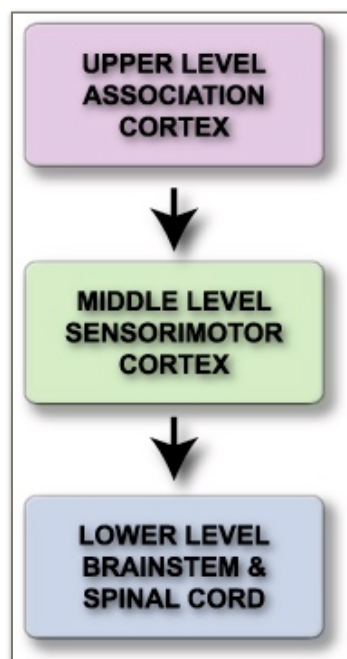 UPPER LEVEL
ASSOCIATION
CORTEX
MIDDLE LEVEL
SENSORIMOTOR
CORTEX
LOWER LEVEL
BRAINSTEM &
SPINAL CORD